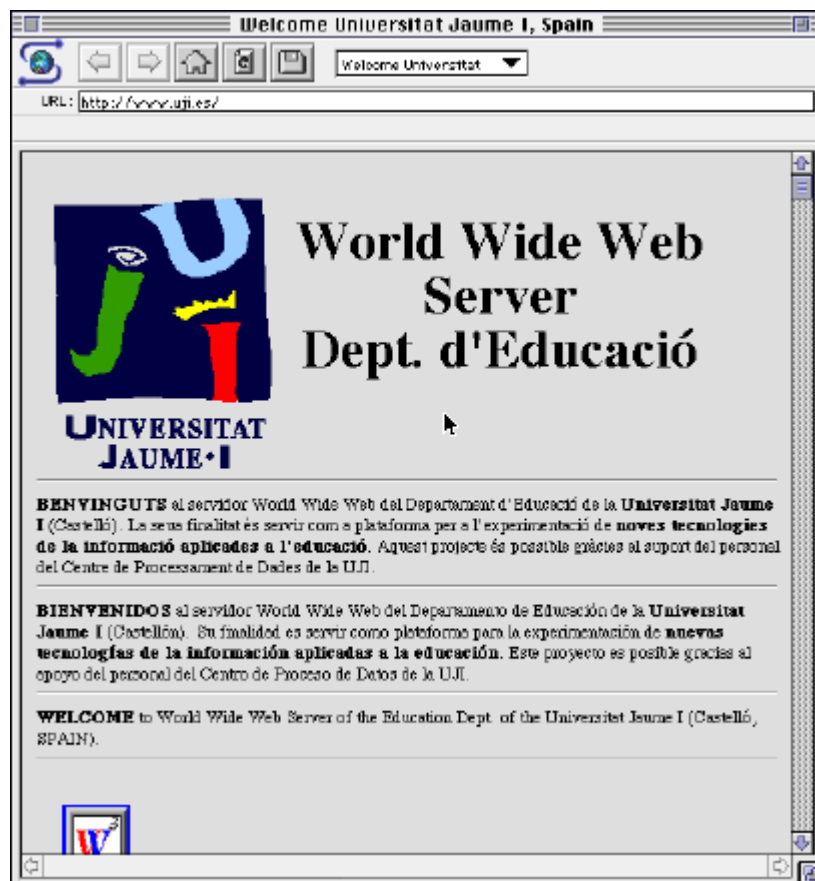 Welcome Universitat Jaume I, Spain
Welcome Universitat
URL: http://www.uji.es/
World Wide Web
Server
Dept. d'Educació
UNIVERSITAT
JAUME·I
BENVINGUTS al servidor World Wide Web del Departament d'Educació de la Universitat Jaume
I (Castelló). La seua finalitat és servir com a plataforma per a l'experimentació de noves tecnologies
de la informació aplicades a l'educació. Aquest projecte és possible gràcies al suport del personal
del Centre de Processament de Dades de la UJI.
BIENVENIDOS al servidor World Wide Web del Departamento de Educación de la Universitat
Jaume I (Castellón). Su finalidad es servir como plataforma para la experimentación de nuevas
tecnologías de la información aplicadas a la educación. Este proyecto es posible gracias al
apoyo del personal del Centro de Proceso de Datos de la UJI.
WELCOME to World Wide Web Server of the Education Dept. of the Universitat Jaume I (Castelló,
SPAIN).
W3